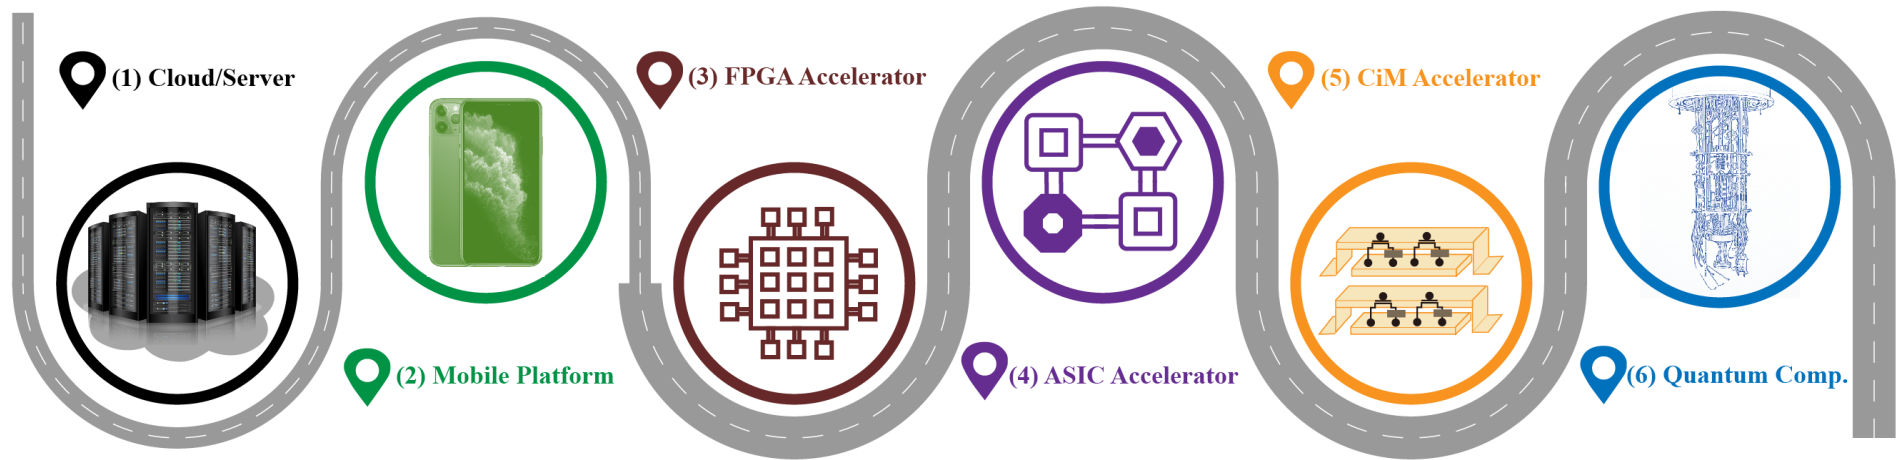 (1) Cloud/Server
(2) Mobile Platform
(3) FPGA Accelerator
(4) ASIC Accelerator
(5) CiM Accelerator
(6) Quantum Comp.